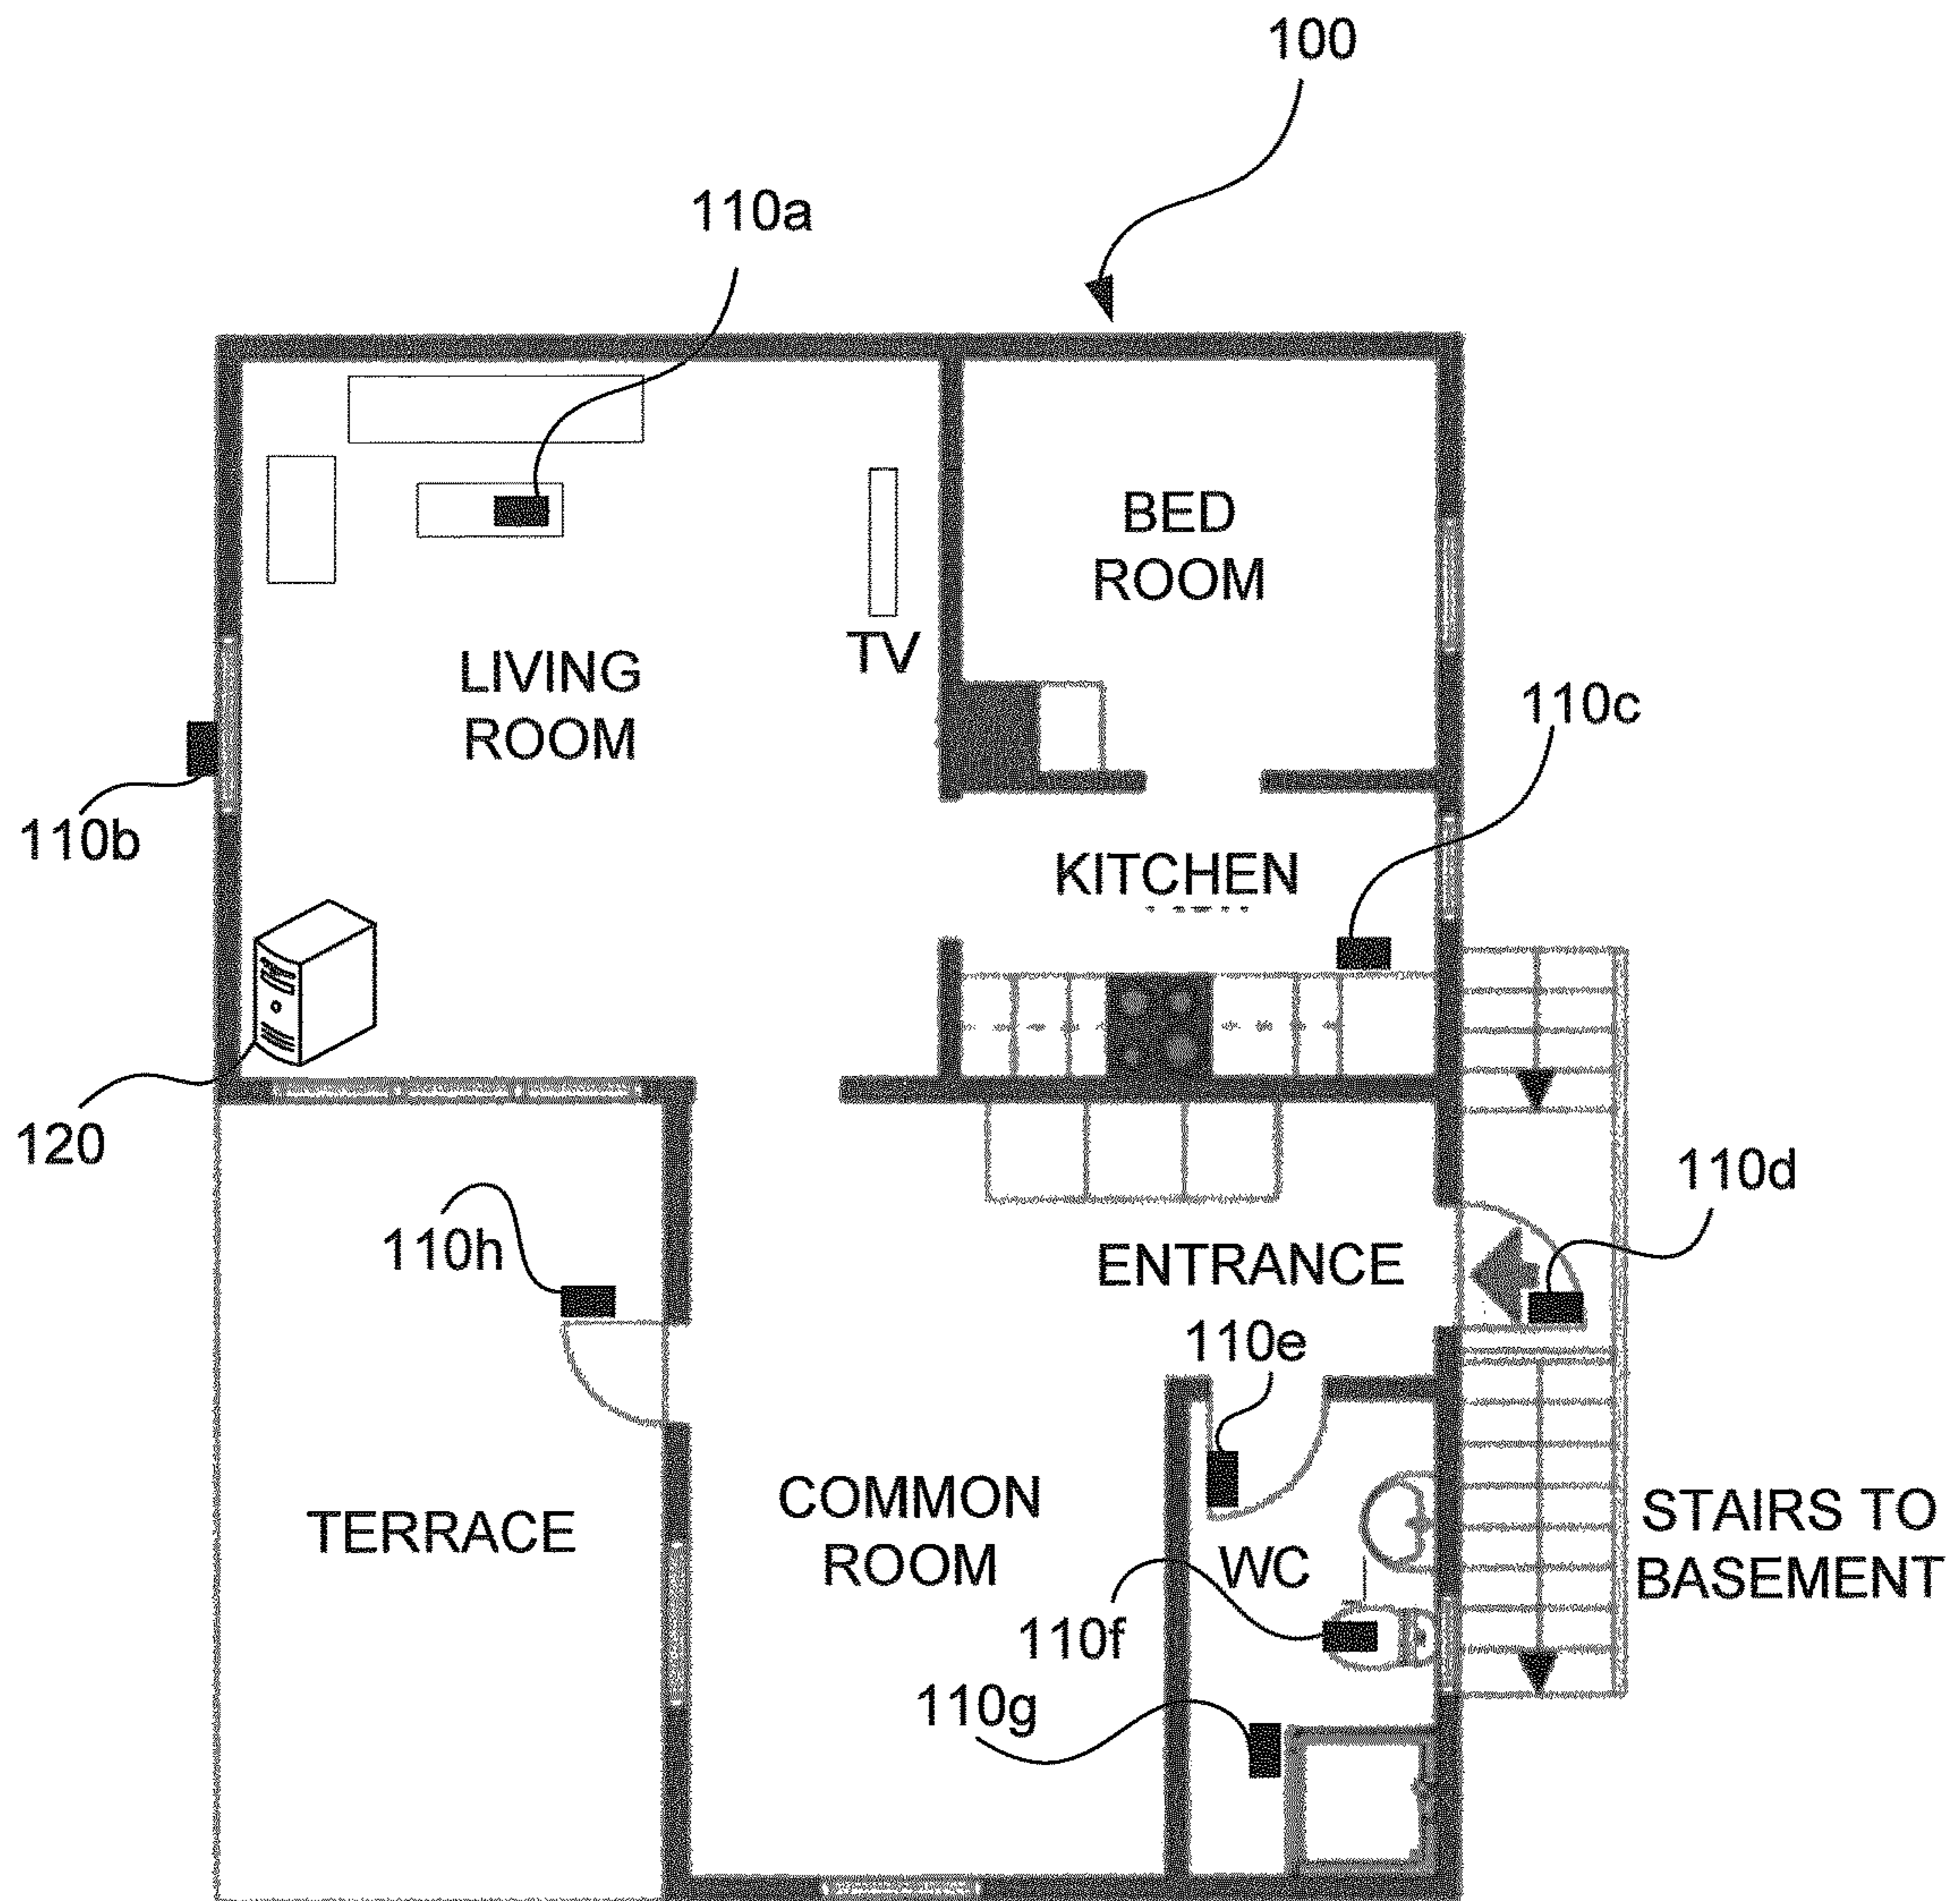 100
110a
BED
ROOM
TV
LIVING
ROOM
110c
110b
KITCHEN
120
110d
110h
ENTRANCE
110e
COMMON
ROOM
TERRACE
STAIRS TO
BASEMENT
WC
110f
110g